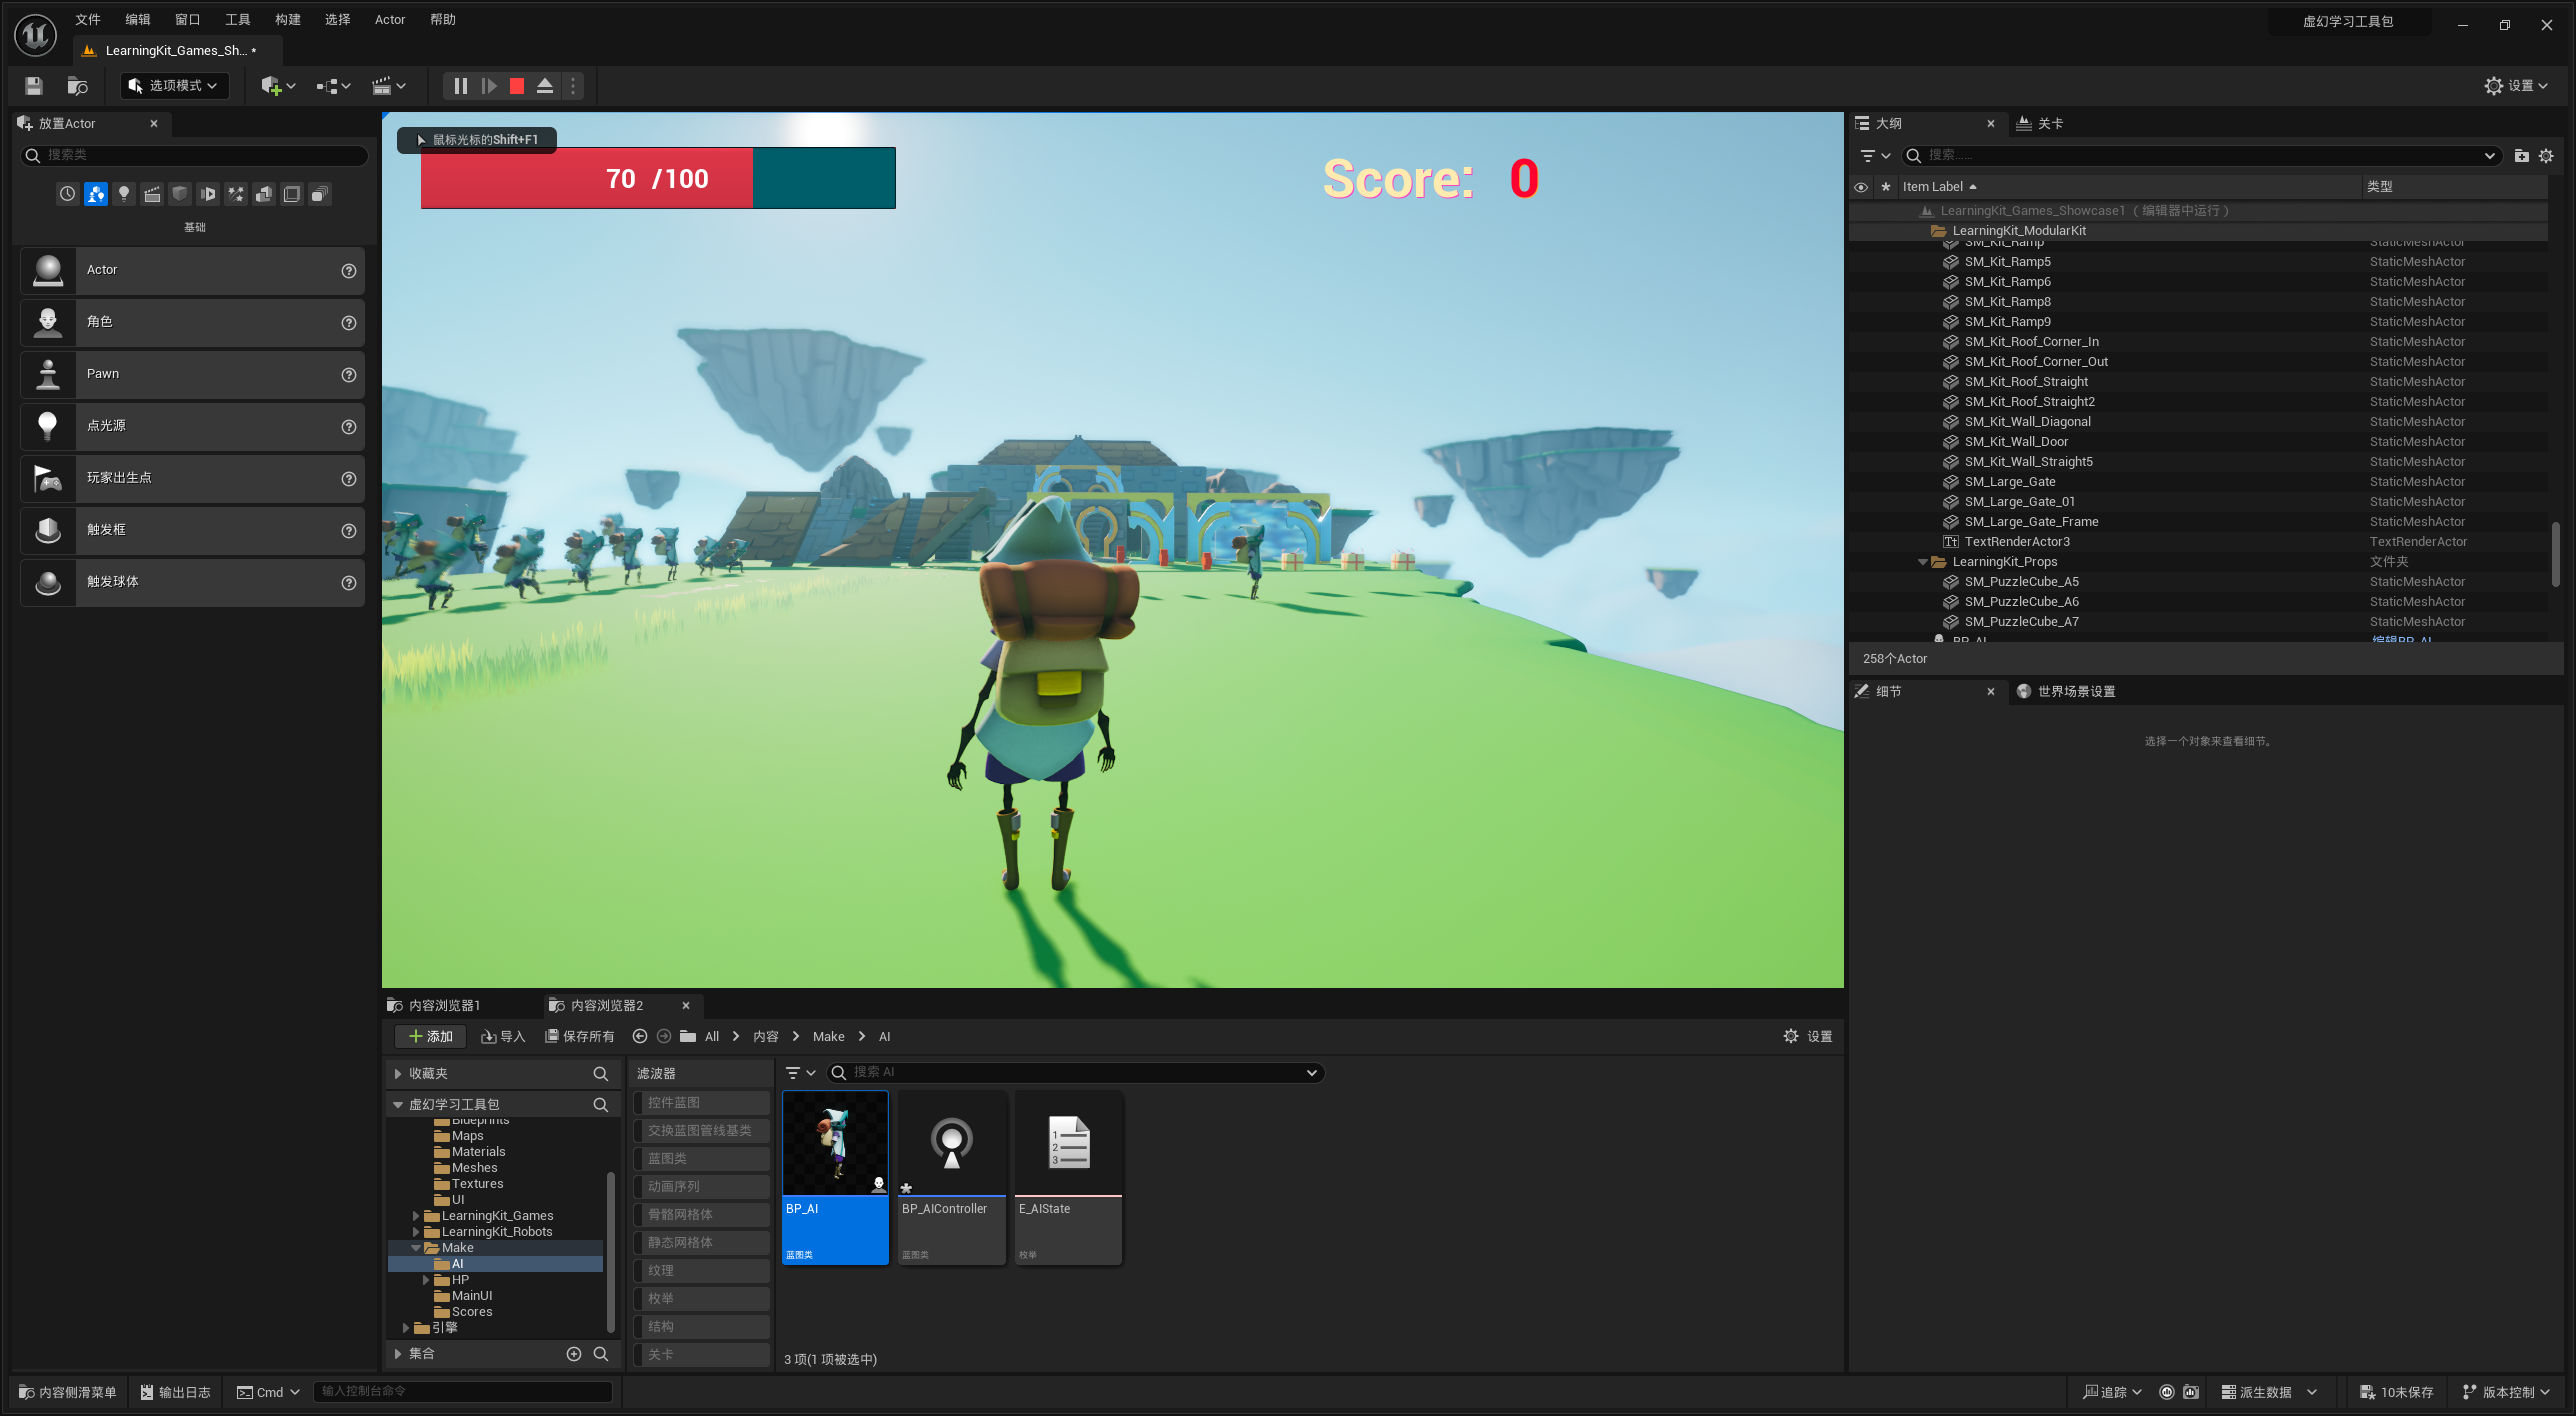 文件 编辑 窗口 工具 构建 选择 Actor 帮助
虚幻学习工具包
LearningKit_Games_Sh... *
选项模式
设置
放置Actor
搜索类
基础
Actor
角色
Pawn
点光源
玩家出生点
触发框
触发球体
鼠标光标的Shift+F1
70 /100
Score: 0
大纲
关卡
搜索......
Item Label 类型
LearningKit_Games_Showcase1 （编辑器中运行）
LearningKit_ModularKit
SM_Kit_Ramp StaticMeshActor
SM_Kit_Ramp5 StaticMeshActor
SM_Kit_Ramp6 StaticMeshActor
SM_Kit_Ramp8 StaticMeshActor
SM_Kit_Ramp9 StaticMeshActor
SM_Kit_Roof_Corner_In StaticMeshActor
SM_Kit_Roof_Corner_Out StaticMeshActor
SM_Kit_Roof_Straight StaticMeshActor
SM_Kit_Roof_Straight2 StaticMeshActor
SM_Kit_Wall_Diagonal StaticMeshActor
SM_Kit_Wall_Door StaticMeshActor
SM_Kit_Wall_Straight5 StaticMeshActor
SM_Large_Gate StaticMeshActor
SM_Large_Gate_01 StaticMeshActor
SM_Large_Gate_Frame StaticMeshActor
TextRenderActor3 TextRenderActor
LearningKit_Props 文件夹
SM_PuzzleCube_A5 StaticMeshActor
SM_PuzzleCube_A6 StaticMeshActor
SM_PuzzleCube_A7 StaticMeshActor
BP_AI 编辑BP_AI
258个Actor
细节
世界场景设置
选择一个对象来查看细节。
内容浏览器1
内容浏览器2
添加 导入 保存所有 All 内容 Make AI
设置
收藏夹
虚幻学习工具包
Blueprints
Maps
Materials
Meshes
Textures
UI
LearningKit_Games
LearningKit_Robots
Make
AI
HP
MainUI
Scores
引擎
集合
滤波器
控件蓝图
交换蓝图管线基类
蓝图类
动画序列
骨骼网格体
静态网格体
纹理
枚举
结构
关卡
搜索 AI
BP_AI
蓝图类
BP_AIController
蓝图类
1
2
3
E_AIState
枚举
3 项(1 项被选中)
内容侧滑菜单 输出日志 Cmd 输入控制台命令
追踪 派生数据 10未保存 版本控制